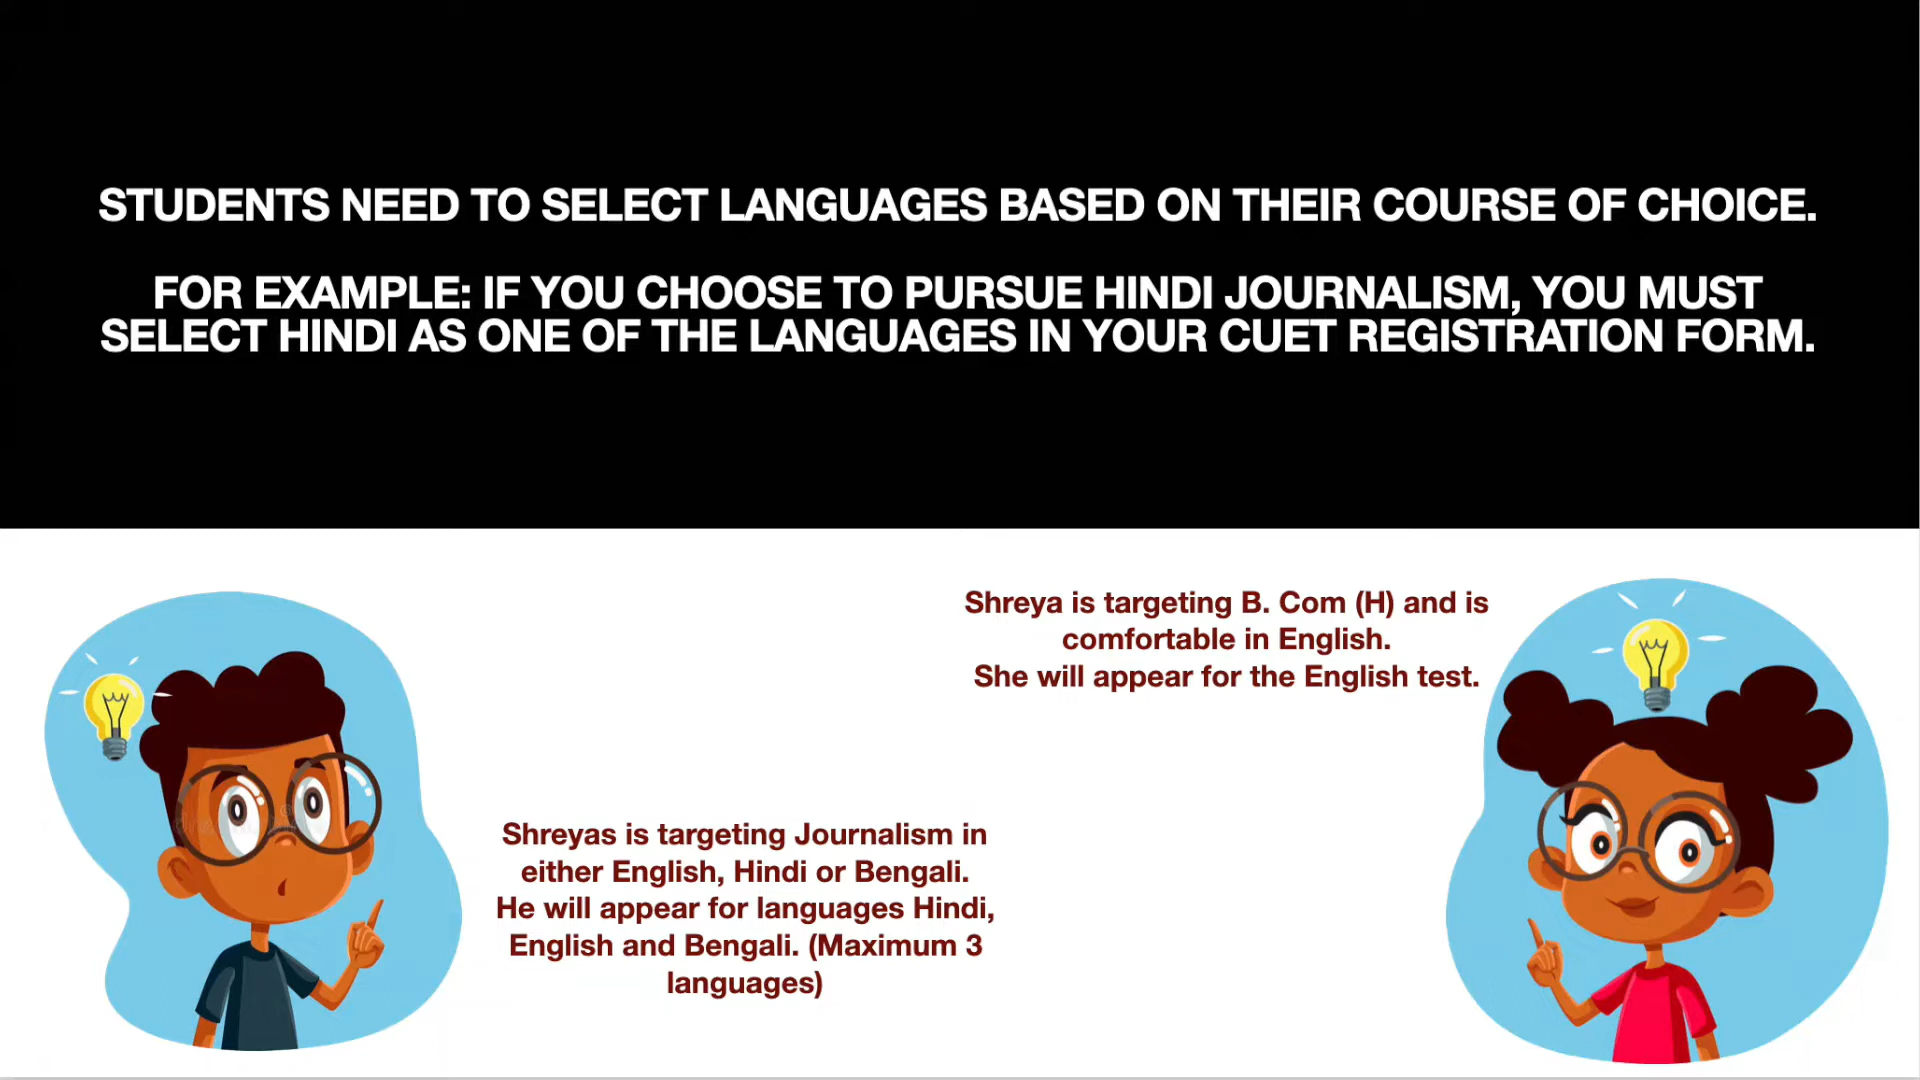 STUDENTS NEED TO SELECT LANGUAGES BASED ON THEIR COURSE OF CHOICE.
FOR EXAMPLE: IF YOU CHOOSE TO PURSUE HINDI JOURNALISM, YOU MUST
SELECT HINDI AS ONE OF THE LANGUAGES IN YOUR CUET REGISTRATION FORM.
Shreya is targeting B. Com (H) and is
comfortable in English.
She will appear for the English test.
Shreyas is targeting Journalism in
either English, Hindi or Bengali.
He will appear for languages Hindi,
English and Bengali. (Maximum 3
languages)